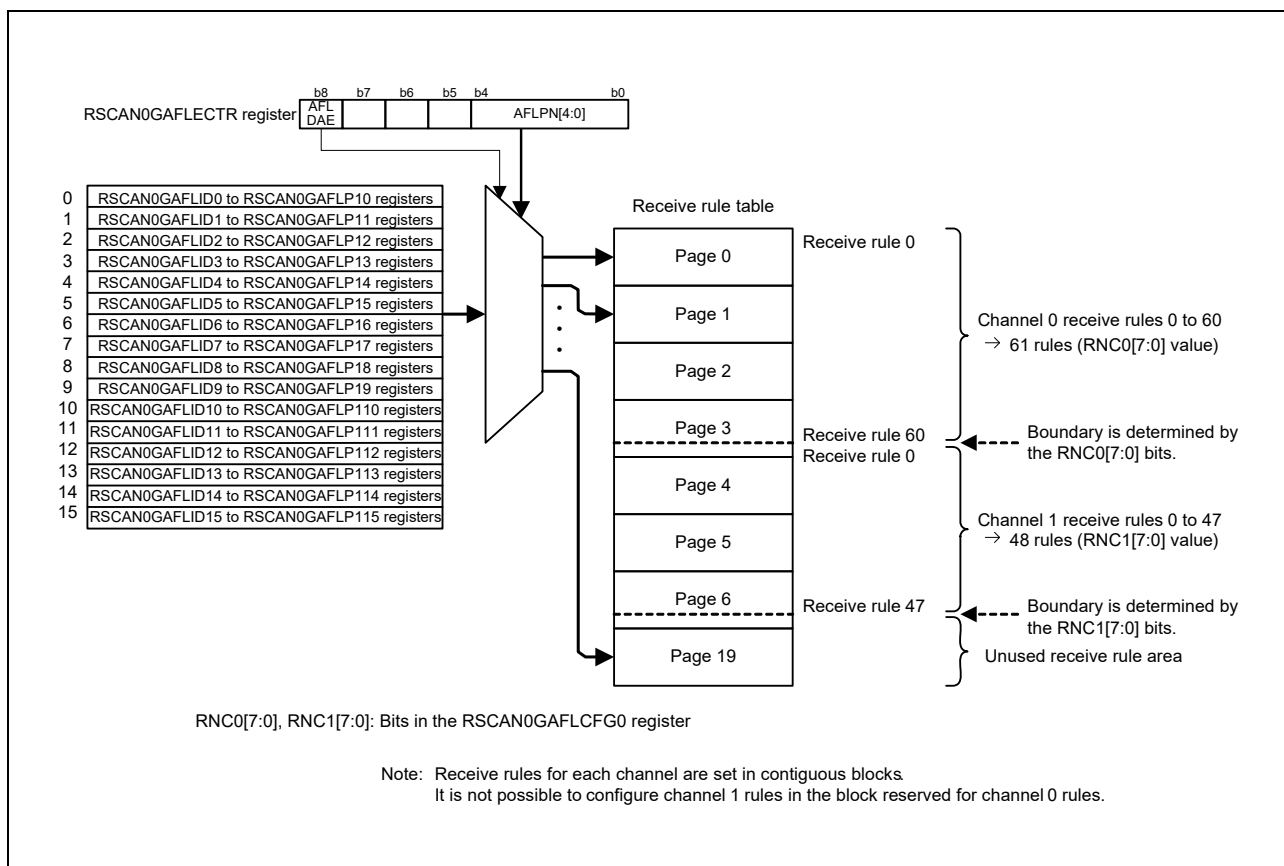 b8 b7 b6 b5 b4 b0
RSCAN0GAFLECTR register
AFL
DAE
AFLPN[4:0]
0 RSCAN0GAFLID0 to RSCAN0GAFLP10 registers
1 RSCAN0GAFLID1 to RSCAN0GAFLP11 registers
2 RSCAN0GAFLID2 to RSCAN0GAFLP12 registers
3 RSCAN0GAFLID3 to RSCAN0GAFLP13 registers
4 RSCAN0GAFLID4 to RSCAN0GAFLP14 registers
5 RSCAN0GAFLID5 to RSCAN0GAFLP15 registers
6 RSCAN0GAFLID6 to RSCAN0GAFLP16 registers
7 RSCAN0GAFLID7 to RSCAN0GAFLP17 registers
8 RSCAN0GAFLID8 to RSCAN0GAFLP18 registers
9 RSCAN0GAFLID9 to RSCAN0GAFLP19 registers
10 RSCAN0GAFLID10 to RSCAN0GAFLP110 registers
11 RSCAN0GAFLID11 to RSCAN0GAFLP111 registers
12 RSCAN0GAFLID12 to RSCAN0GAFLP112 registers
13 RSCAN0GAFLID13 to RSCAN0GAFLP113 registers
14 RSCAN0GAFLID14 to RSCAN0GAFLP114 registers
15 RSCAN0GAFLID15 to RSCAN0GAFLP115 registers
Receive rule table
Page 0
Page 1
Page 2
Page 3
Page 4
Page 5
Page 6
Page 19
Receive rule 0
Receive rule 60
Receive rule 0
Receive rule 47
Channel 0 receive rules 0 to 60
→ 61 rules (RNC0[7:0] value)
Boundary is determined by
the RNC0[7:0] bits.
Channel 1 receive rules 0 to 47
→ 48 rules (RNC1[7:0] value)
Boundary is determined by
the RNC1[7:0] bits.
Unused receive rule area
RNC0[7:0], RNC1[7:0]: Bits in the RSCAN0GAFLCFG0 register
Note: Receive rules for each channel are set in contiguous blocks.
It is not possible to configure channel 1 rules in the block reserved for channel 0 rules.